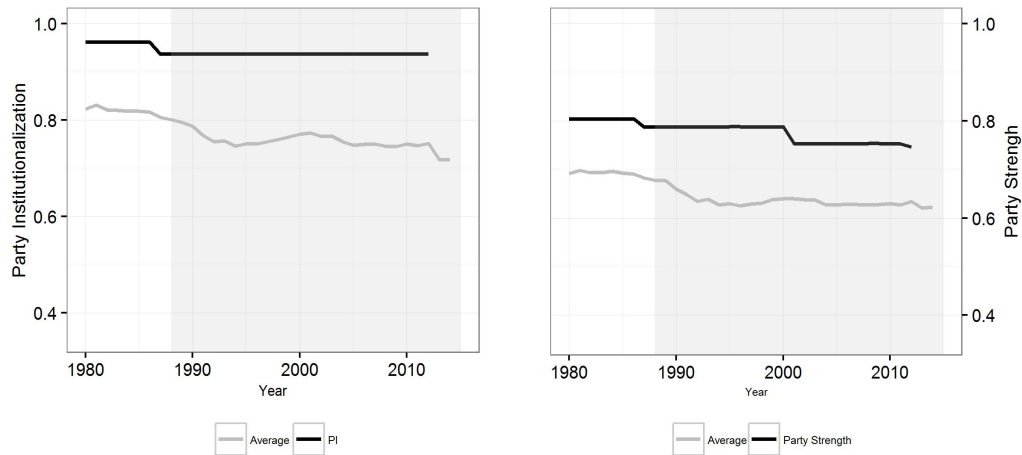 Party Institutionalization
1.0
0.8
0.6
0.4
1980 1990 2000 2010
Year
Average PI
1.0
0.8
0.6
0.4
Party Strengh
1980 1990 2000 2010
Year
Average Party Strength